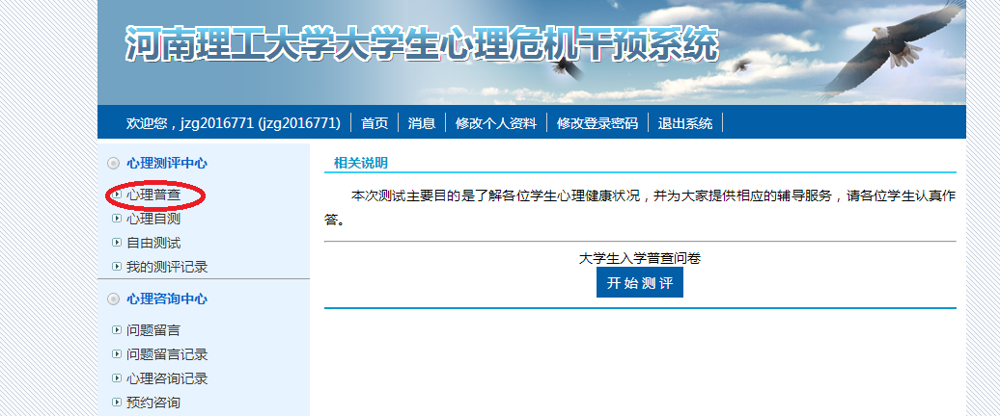 河南理工大学大学生心理危机干预系统
欢迎您，jzg2016771 (jzg2016771) 首页 消息 修改个人资料 修改登录密码 退出系统
心理测评中心
心理普查
心理自测
自由测试
我的测评记录
心理咨询中心
问题留言
问题留言记录
心理咨询记录
预约咨询
相关说明
本次测试主要目的是了解各位学生心理健康状况，并为大家提供相应的辅导服务，请各位学生认真作
答。
大学生入学普查问卷
开 始 测 评